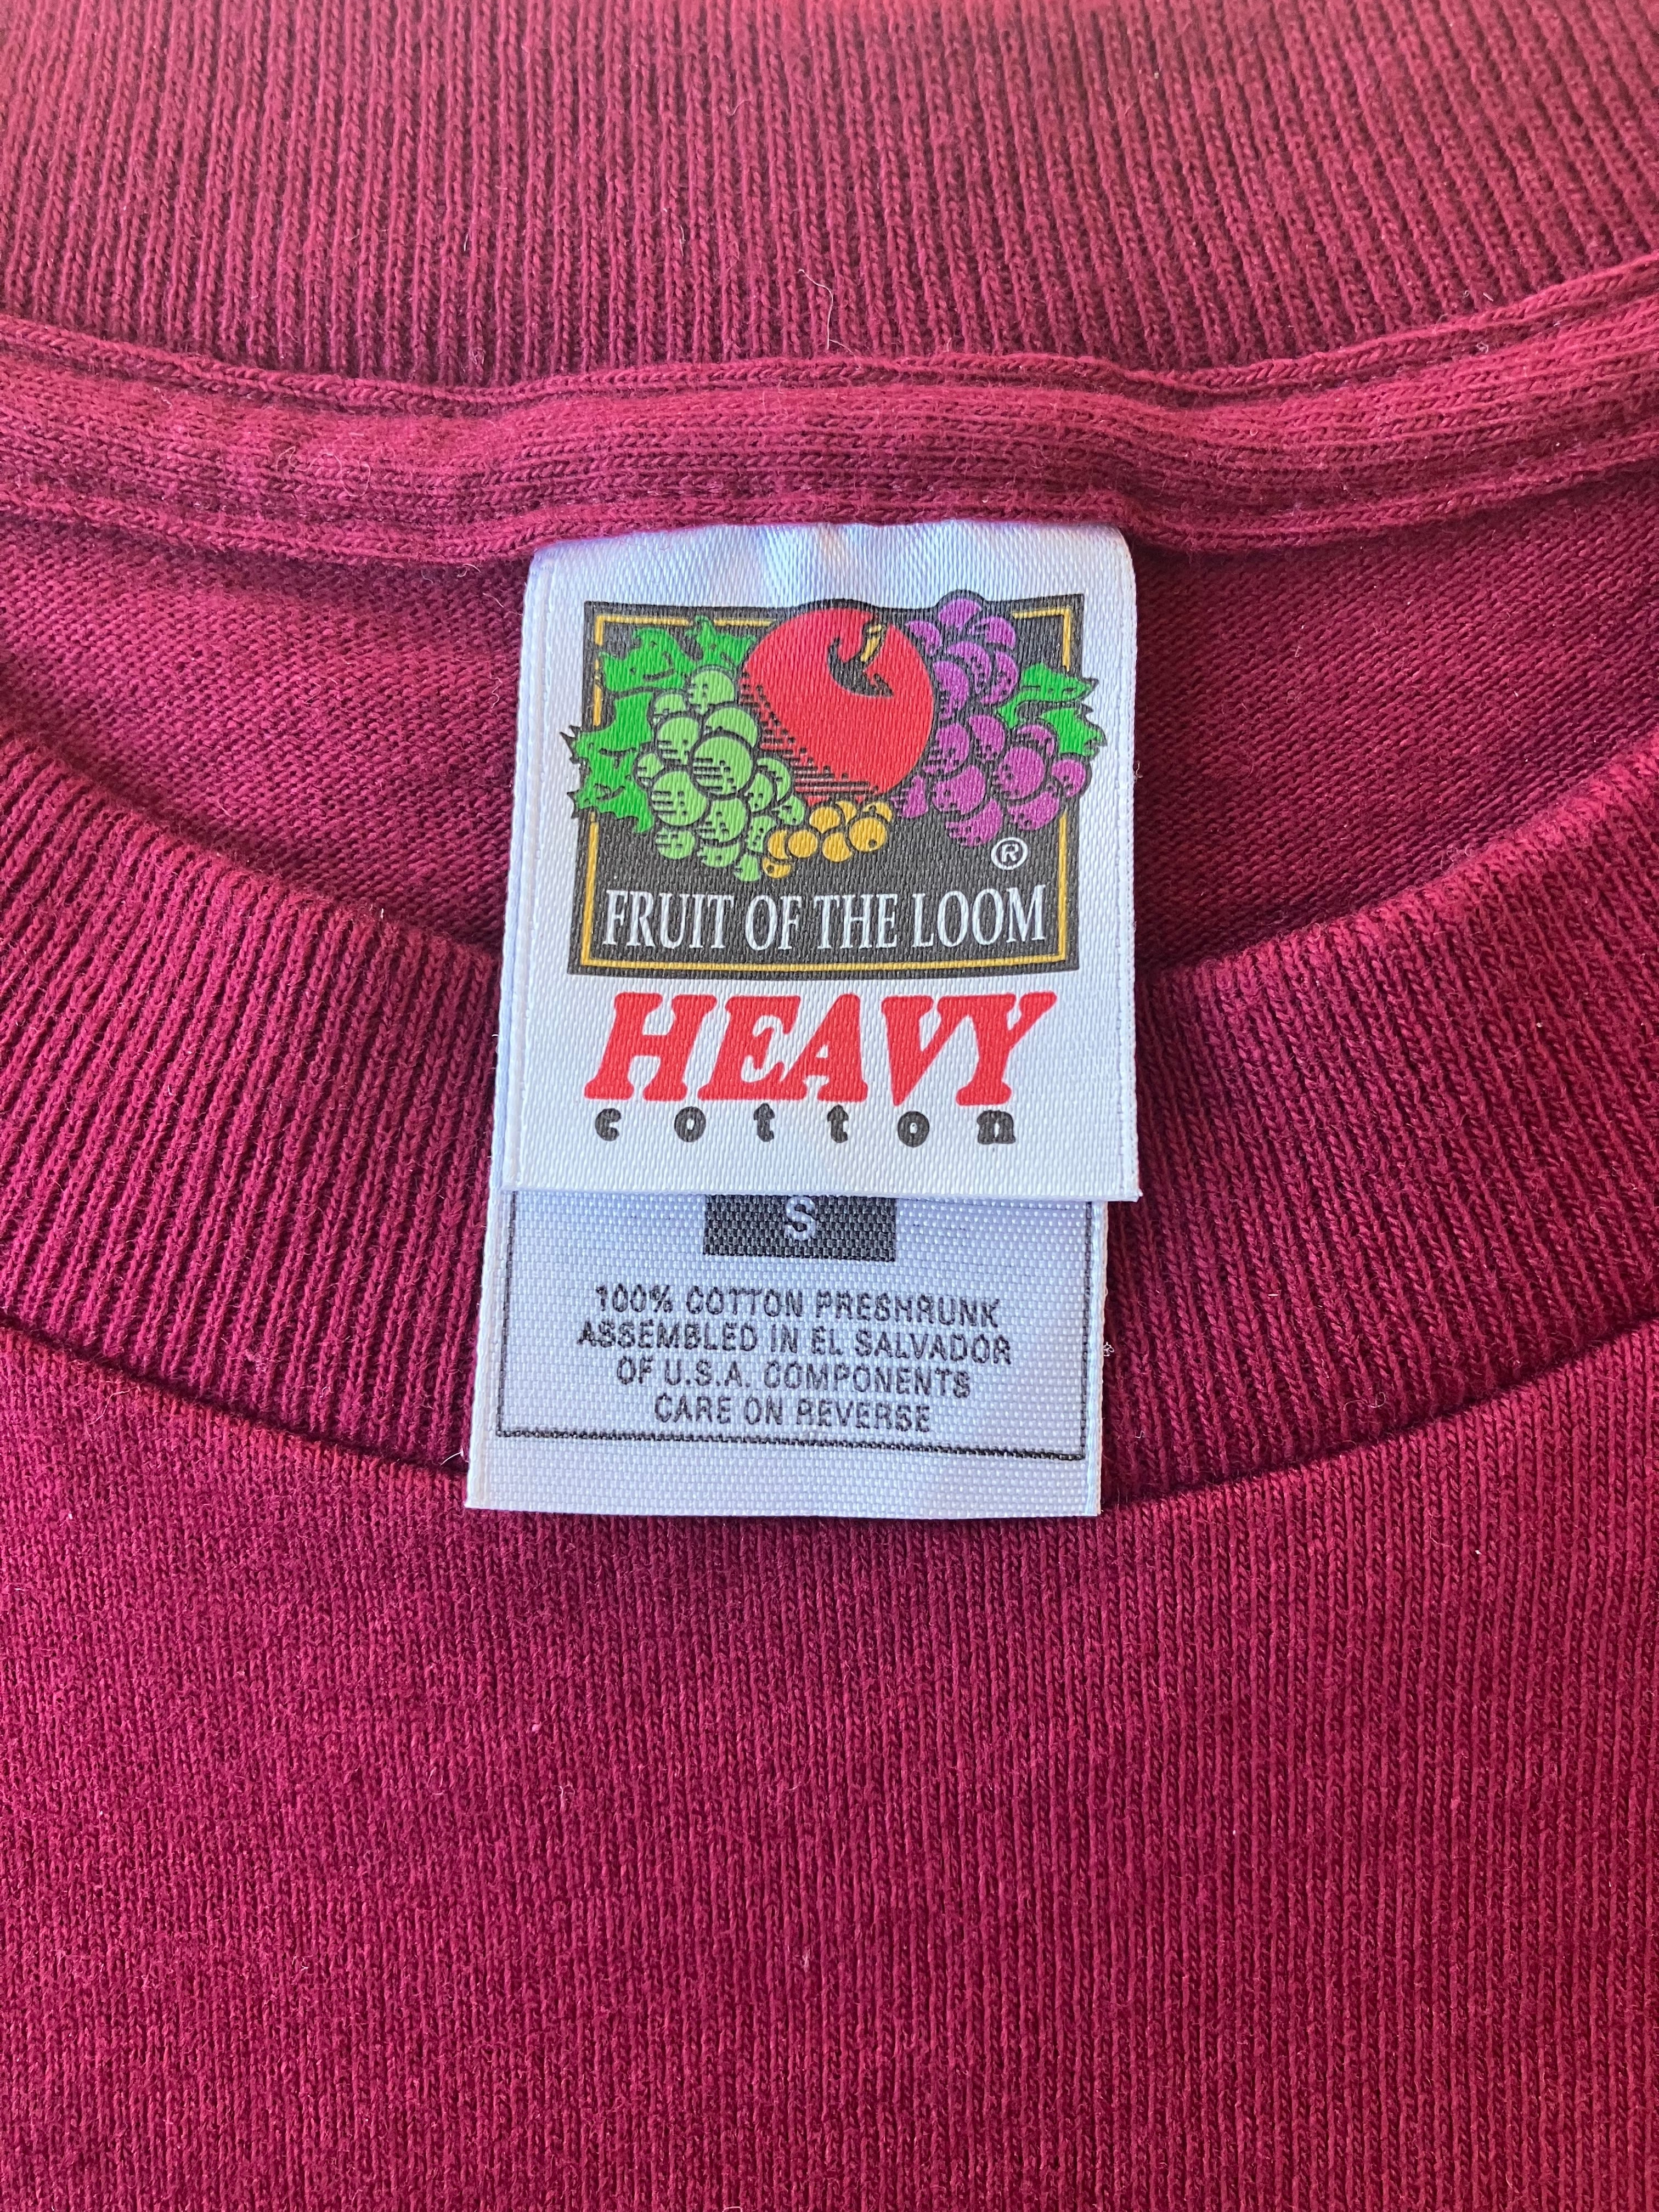 ®
FRUIT OF THE LOOM
HEAVY
cotton
S
100% COTTON PRESHRUNK
ASSEMBLED IN EL SALVADOR
OF U.S.A. COMPONENTS
CARE ON REVERSE